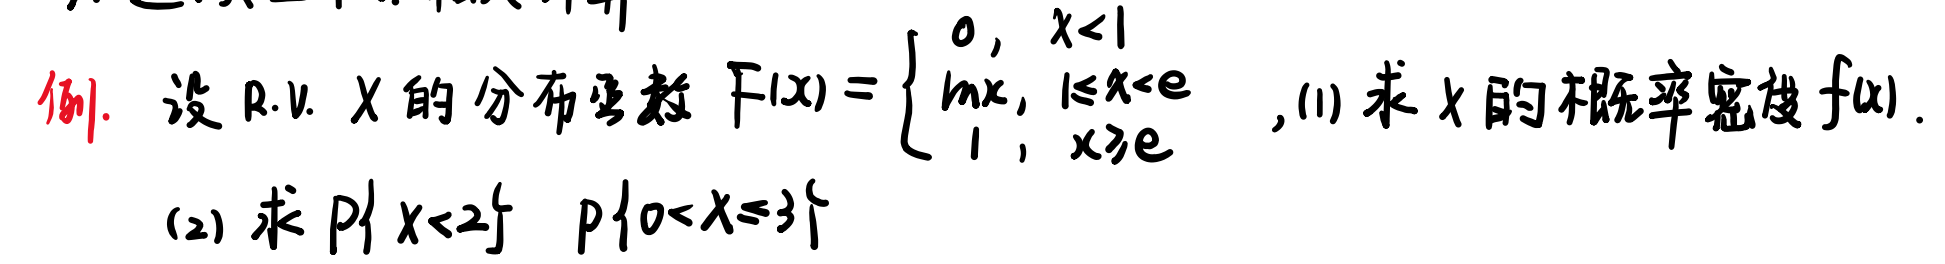 例. 设 R.V. X 的分布函数 F(x) = { 0, x<1
lnx, 1≤x<e
1, x≥e ,(1) 求 X 的概率密度 f(x).
(2) 求 P{X<2} P{0<X≤3}